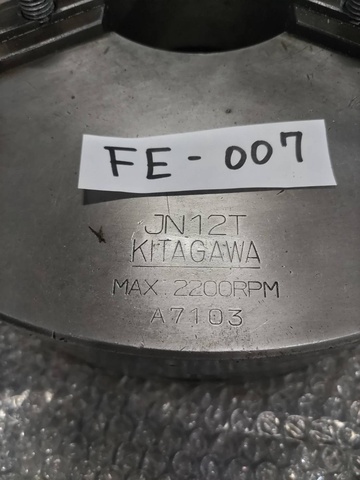 FE-007
JN12T
KITAGAWA
MAX. 2200RPM
A7103